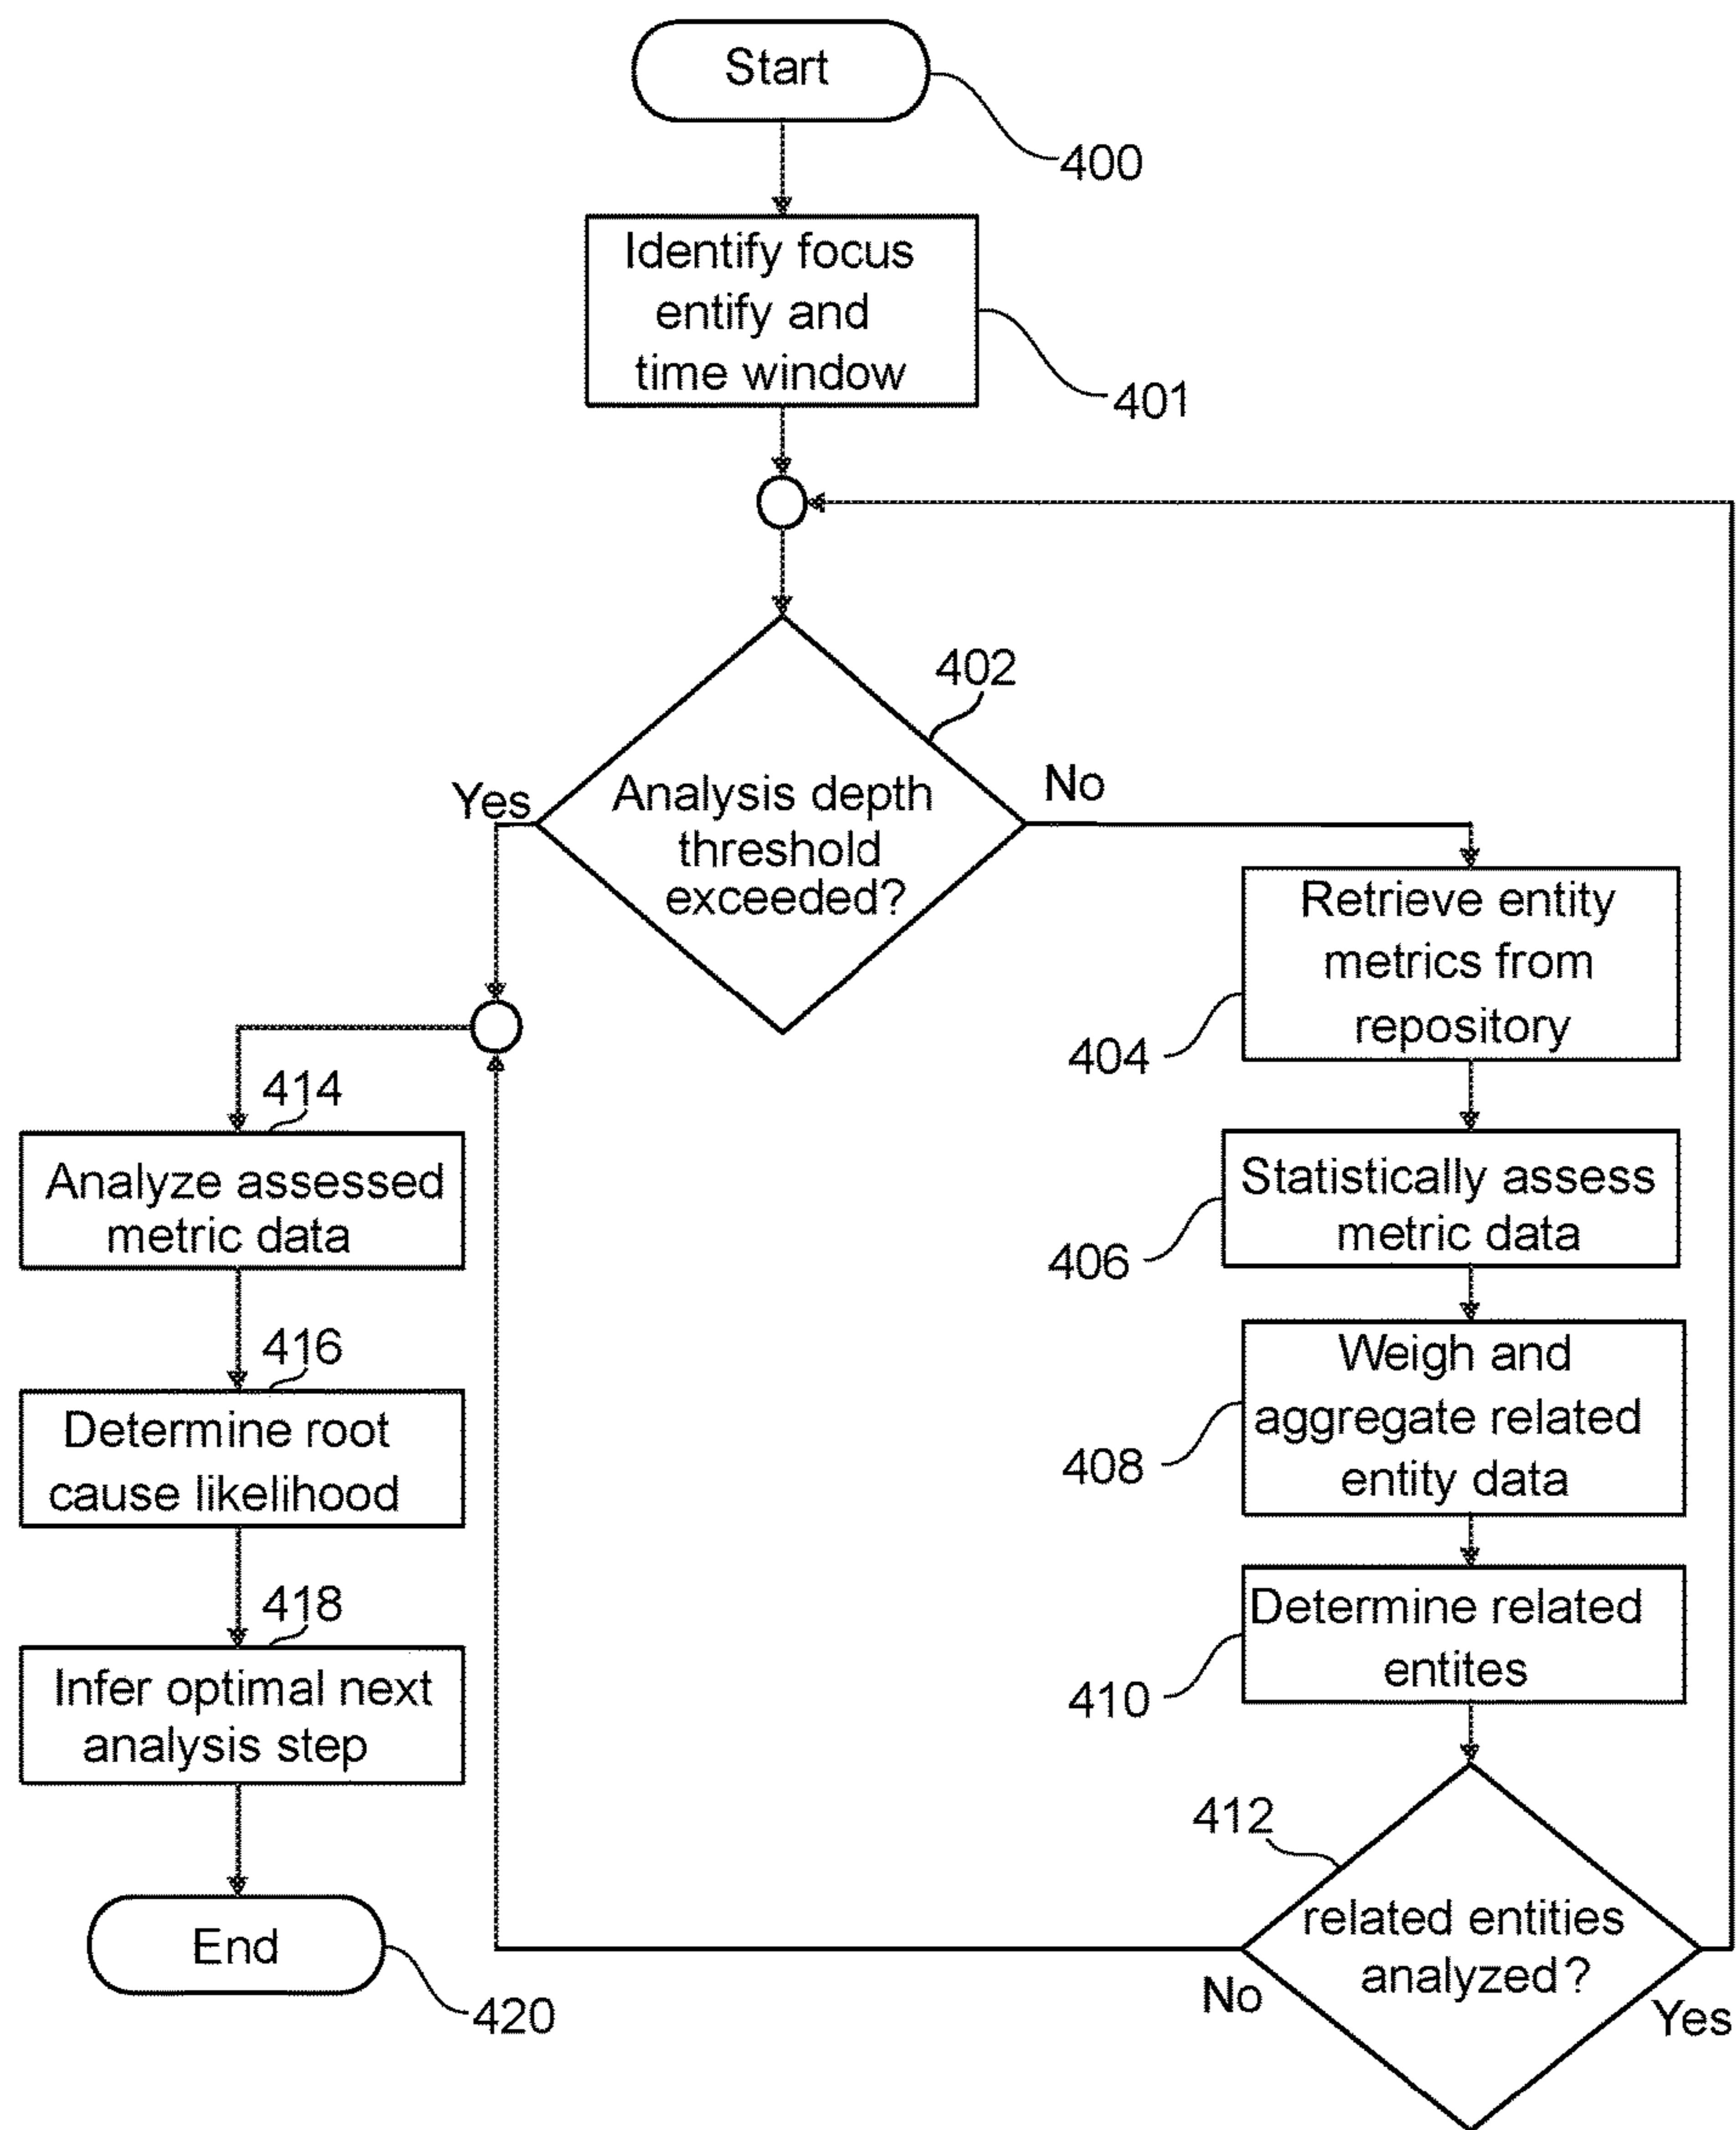 Start
400
Identify focus
entify and
time window
401
402
Yes
Analysis depth
threshold
exceeded?
No
Retrieve entity
metrics from
repository
404
414
Analyze assessed
metric data
Statistically assess
metric data
406
416
Determine root
cause likelihood
Weigh and
aggregate related
entity data
408
418
Infer optimal next
analysis step
Determine related
entites
410
412
related entities
analyzed?
No
Yes
End
420